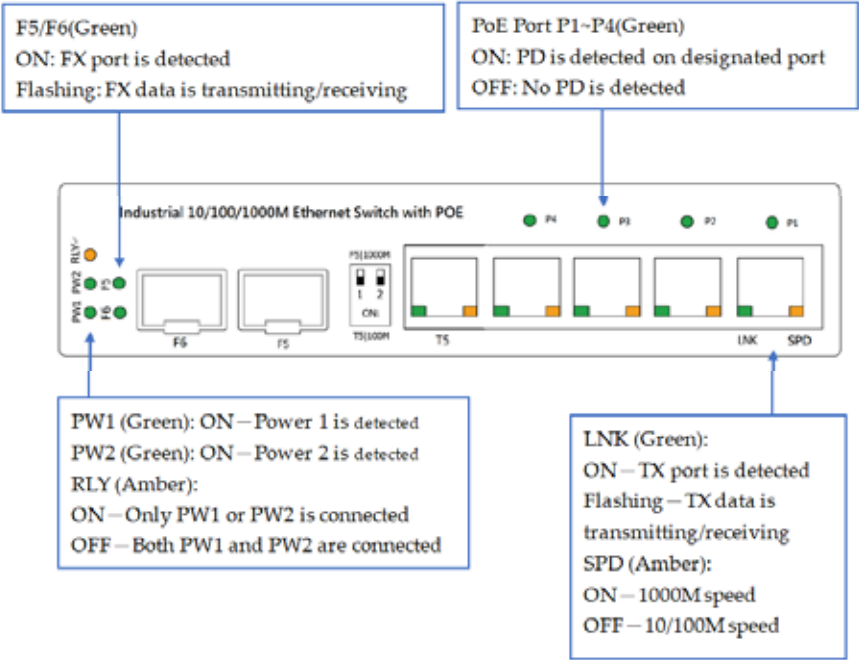 F5/F6(Green)
ON: FX port is detected
Flashing: FX data is transmitting/receiving
PoE Port P1~P4(Green)
ON: PD is detected on designated port
OFF: No PD is detected
Industrial 10/100/1000M Ethernet Switch with POE
P4
P3
P2
P1
RLY
PW2
F5
PW1
F6
F5|1000M
1 2
ON↓
T5|100M
F6
F5
T5
LNK
SPD
PW1 (Green): ON—Power 1 is detected
PW2 (Green): ON—Power 2 is detected
RLY (Amber):
ON—Only PW1 or PW2 is connected
OFF—Both PW1 and PW2 are connected
LNK (Green):
ON—TX port is detected
Flashing—TX data is
transmitting/receiving
SPD (Amber):
ON—1000M speed
OFF—10/100M speed